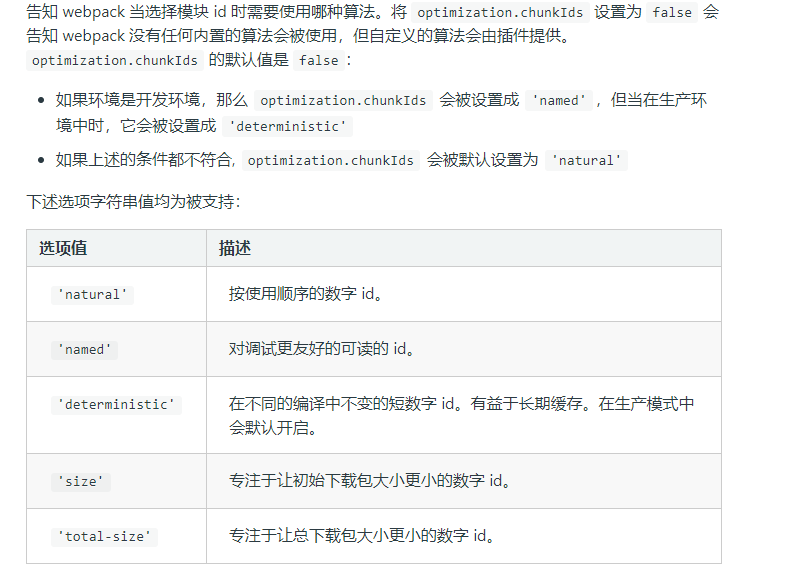 告知 webpack 当选择模块 id 时需要使用哪种算法。将 optimization.chunkIds 设置为 false 会
告知 webpack 没有任何内置的算法会被使用，但自定义的算法会由插件提供。
optimization.chunkIds 的默认值是 false：
如果环境是开发环境，那么 optimization.chunkIds 会被设置成 'named'，但当在生产环
境中时，它会被设置成 'deterministic'
如果上述的条件都不符合, optimization.chunkIds 会被默认设置为 'natural'
下述选项字符串值均为被支持：
选项值 描述
'natural' 按使用顺序的数字 id。
'named' 对调试更友好的可读的 id。
'deterministic' 在不同的编译中不变的短数字 id。有益于长期缓存。在生产模式中
会默认开启。
'size' 专注于让初始下载包大小更小的数字 id。
'total-size' 专注于让总下载包大小更小的数字 id。